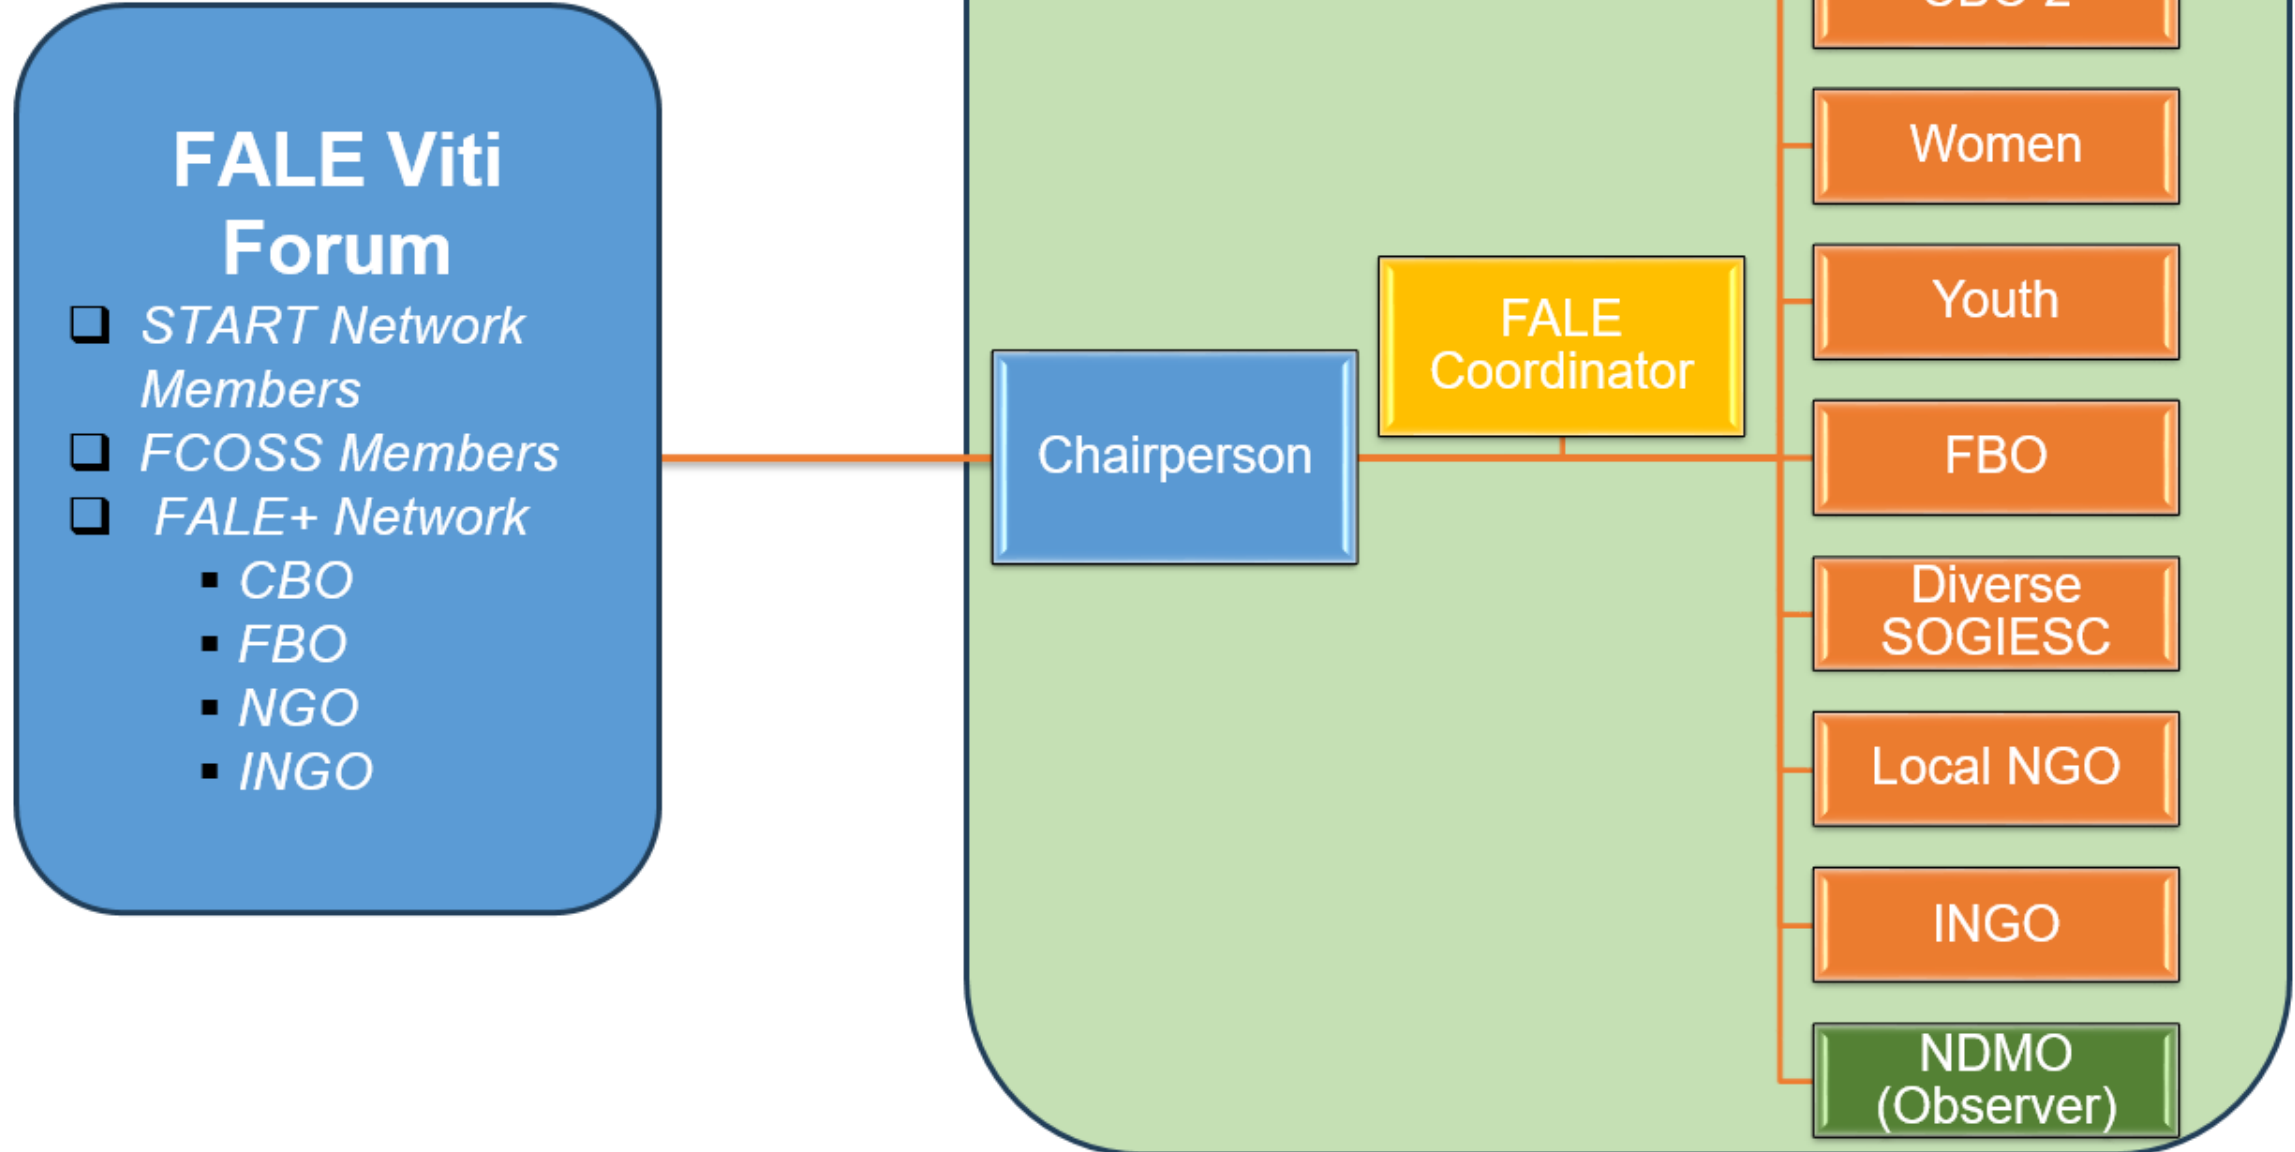 FALE Viti
Forum
START Network
Members
FCOSS Members
FALE+ Network
CBO
FBO
NGO
INGO
Chairperson
FALE
Coordinator
Women
Youth
FBO
Diverse
SOGIESC
Local NGO
INGO
NDMO
(Observer)